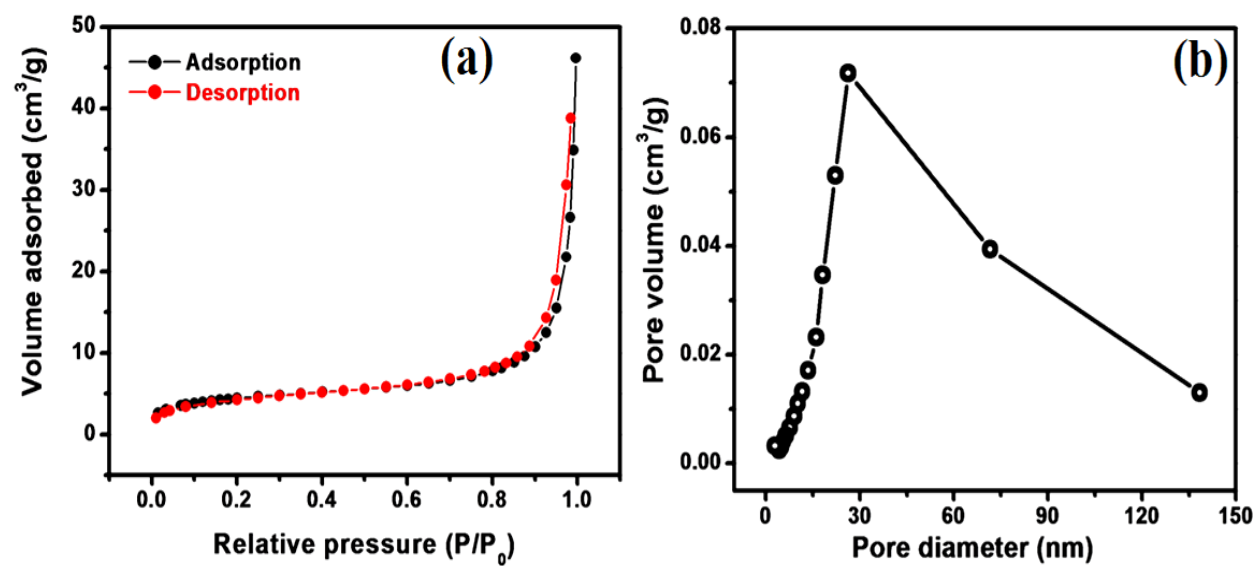 (a)
Adsorption
Desorption
Volume adsorbed (cm³/g)
50
40
30
20
10
0
0.0 0.2 0.4 0.6 0.8 1.0
Relative pressure (P/P₀)
(b)
Pore volume (cm³/g)
0.08
0.06
0.04
0.02
0.00
0 30 60 90 120 150
Pore diameter (nm)